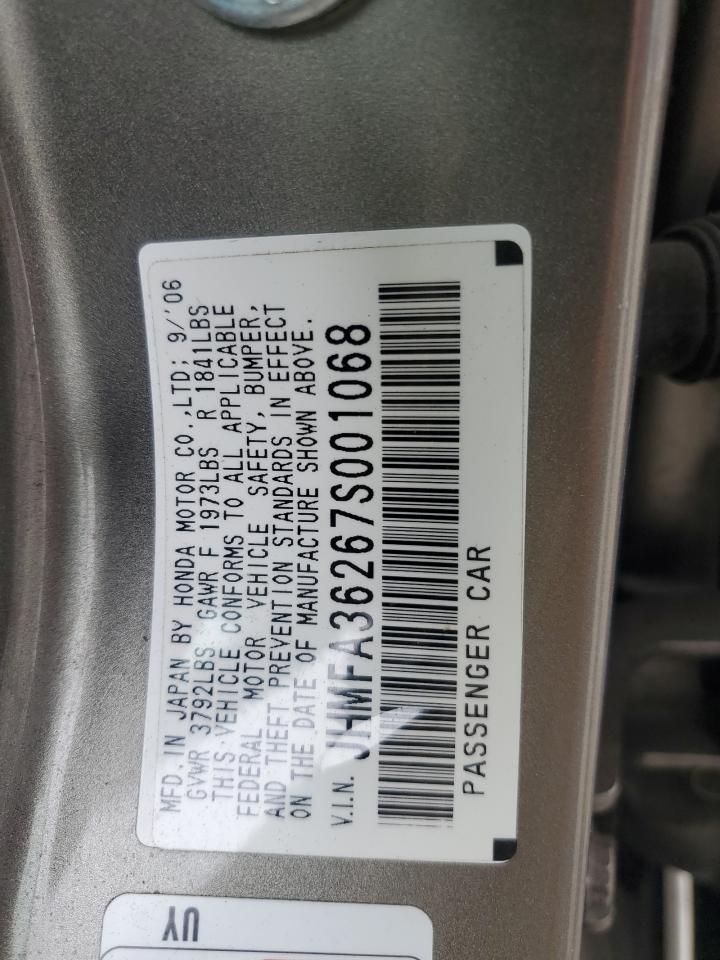 MFD. IN JAPAN BY HONDA MOTOR CO.,LTD; 9/'06
GVWR 3792LBS GAWR F 1973LBS R 1841LBS
THIS VEHICLE CONFORMS TO ALL APPLICABLE
FEDERAL MOTOR VEHICLE SAFETY, BUMPER,
AND THEFT PREVENTION STANDARDS IN EFFECT
ON THE DATE OF MANUFACTURE SHOWN ABOVE.
V.I.N. JHMFA36267S001068
PASSENGER CAR
UY